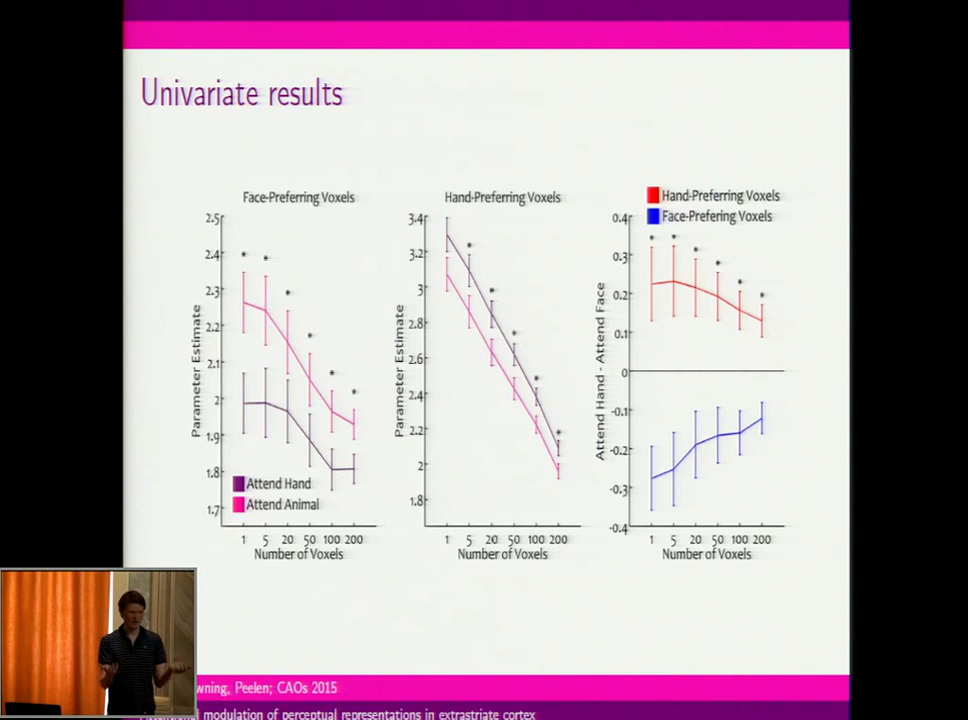 Univariate results
Face-Preferring Voxels
2.5
2.4
2.3
2.2
2.1
2
1.9
1.8
1.7
Parameter Estimate
Attend Hand
Attend Animal
1 5 20 50 100 200
Number of Voxels
Hand-Preferring Voxels
3.4
3.2
3
2.8
2.6
2.4
2.2
2
1.8
Parameter Estimate
1 5 20 50 100 200
Number of Voxels
Hand-Preferring Voxels
Face-Prefering Voxels
0.4
0.3
0.2
0.1
0
-0.1
-0.2
-0.3
-0.4
Attend Hand - Attend Face
1 5 20 50 100 200
Number of Voxels
wning, Peelen; CAOs 2015
modulation of perceptual representations in extrastriate cortex